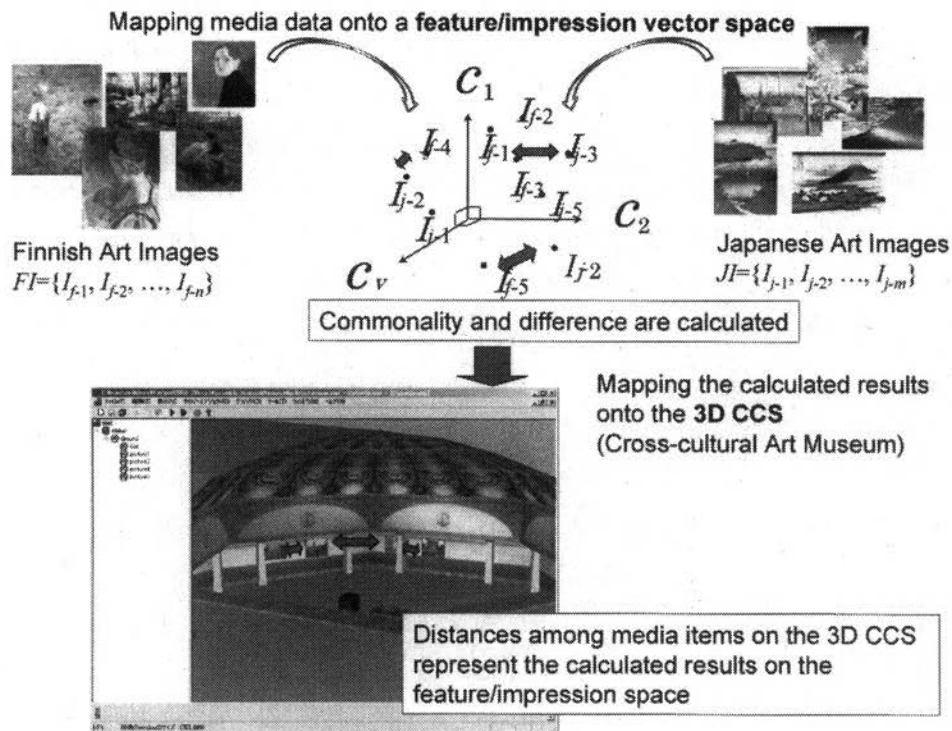 Mapping media data onto a feature/impression vector space
C1
If-2
If-4
If-1
Ij-3
Ij-2
If-3
Ij-5
Ij-1
C2
Cv
If-5
Ij-2
Finnish Art Images
FI={If-1, If-2, ..., If-n}
Japanese Art Images
JI={Ij-1, Ij-2, ..., Ij-m}
Commonality and difference are calculated
Mapping the calculated results
onto the 3D CCS
(Cross-cultural Art Museum)
Distances among media items on the 3D CCS
represent the calculated results on the
feature/impression space